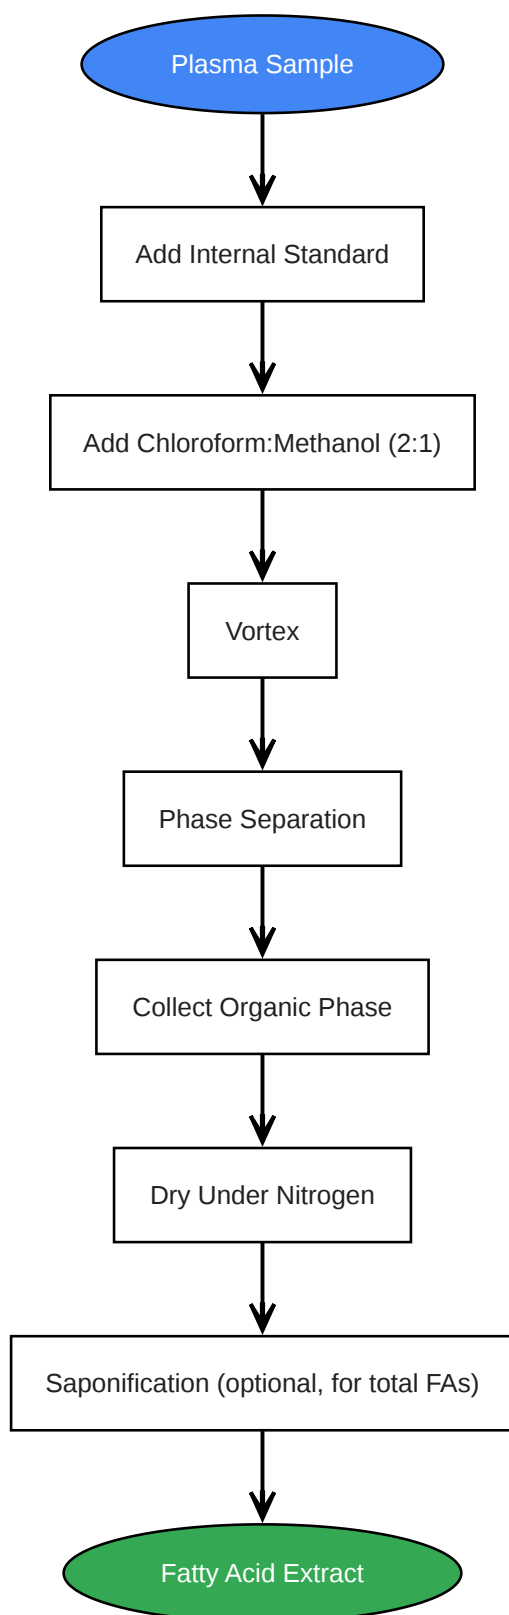 Plasma Sample
Add Internal Standard
Add Chloroform:Methanol (2:1)
Vortex
Phase Separation
Collect Organic Phase
Dry Under Nitrogen
Saponification (optional, for total FAs)
Fatty Acid Extract